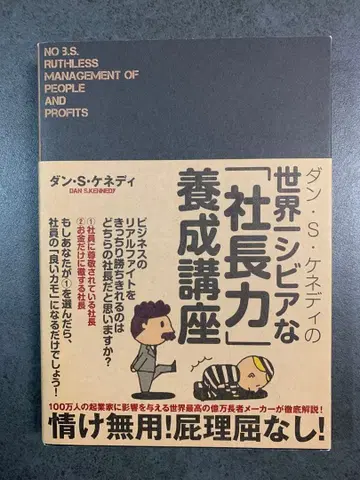 NO B.S.
RUTHLESS
MANAGEMENT OF
PEOPLE
AND
PROFITS
ダン・S・ケネディの
世界一シビアな
「社長力」
養成講座
ダン・S・ケネディ
DAN S.KENNEDY
ビジネスの
リアルファイトを
きっちり勝ちきれるのは
どちらの社長だと思いますか?
①社員に尊敬されている社長
②お金だけに徹する社長
もしあなたが①を選んだら、
社員の「良いカモ」になるだけでしょう!
100万人の起業家に影響を与える世界最高の億万長者メーカーが徹底解説!
情け無用!屁理屈なし!